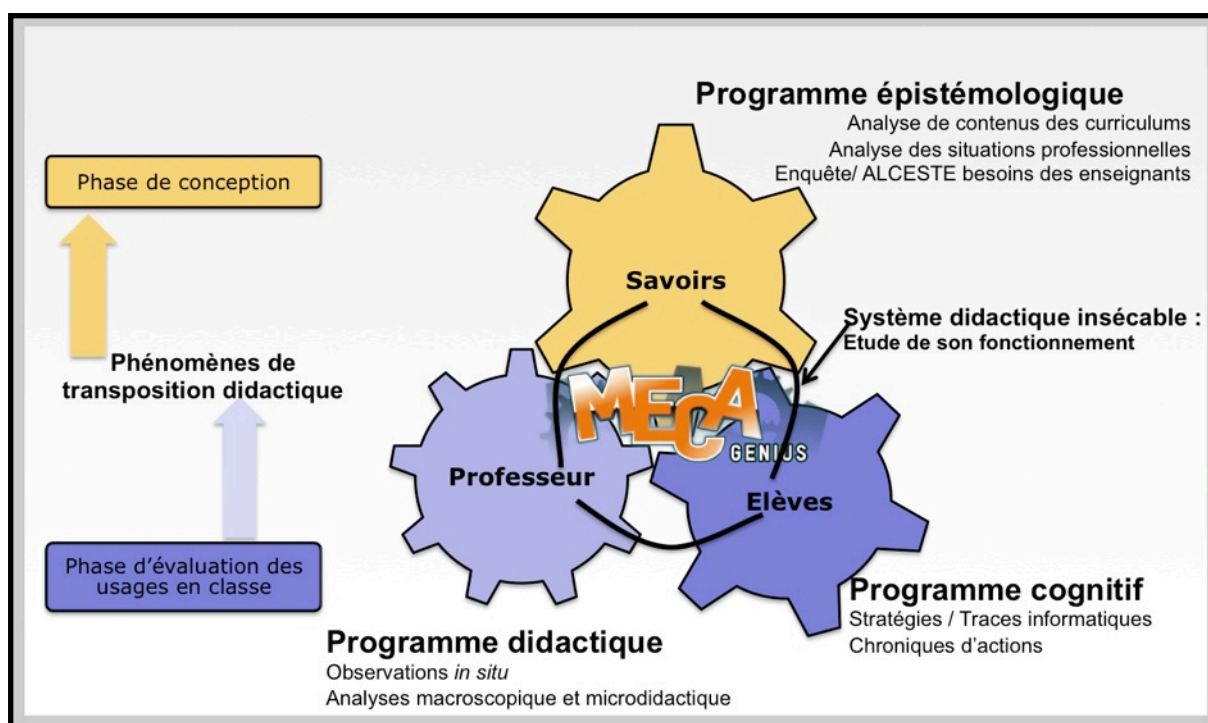 Programme épistémologique
Analyse de contenus des curriculums
Analyse des situations professionnelles
Enquête/ ALCESTE besoins des enseignants
Phase de conception
Savoirs
Système didactique insécable :
Etude de son fonctionnement
Phénomènes de
transposition didactique
MECA
GENIUS
Professeur
Elèves
Phase d'évaluation des
usages en classe
Programme cognitif
Stratégies / Traces informatiques
Chroniques d'actions
Programme didactique
Observations in situ
Analyses macroscopique et microdidactique